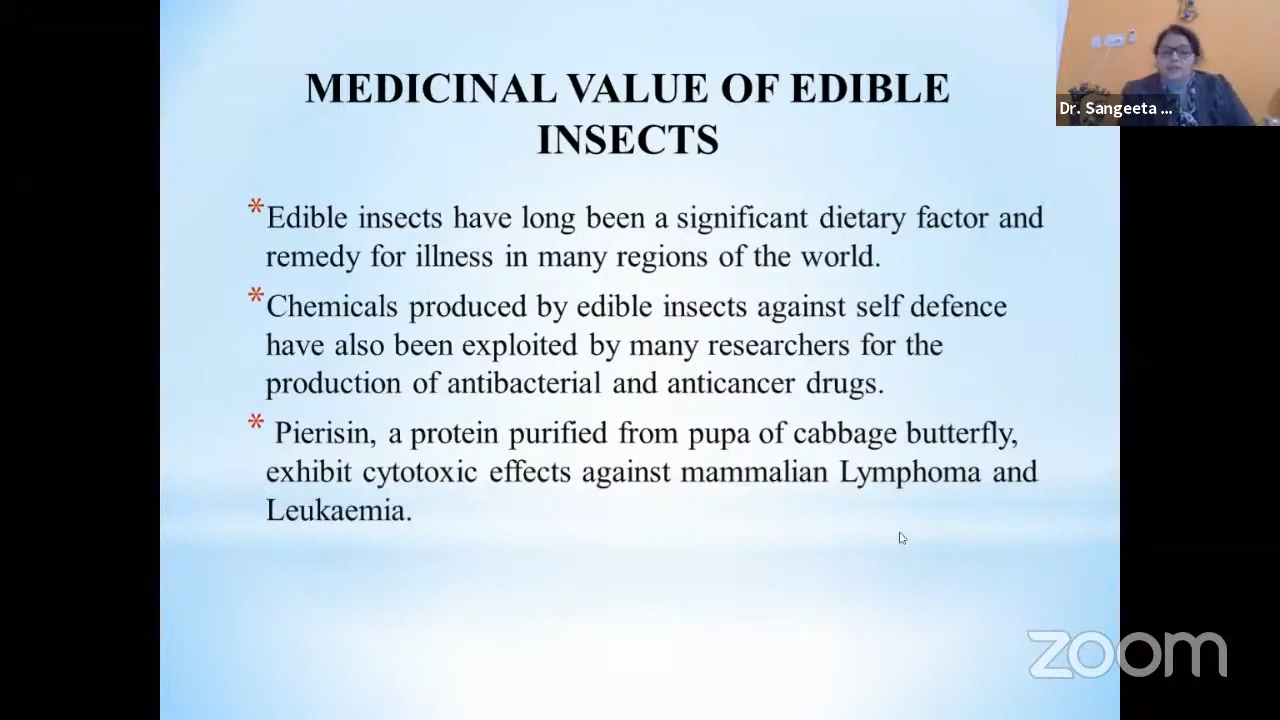 MEDICINAL VALUE OF EDIBLE
INSECTS
Dr. Sangeeta ...
*Edible insects have long been a significant dietary factor and
remedy for illness in many regions of the world.
*Chemicals produced by edible insects against self defence
have also been exploited by many researchers for the
production of antibacterial and anticancer drugs.
* Pierisin, a protein purified from pupa of cabbage butterfly,
exhibit cytotoxic effects against mammalian Lymphoma and
Leukaemia.
zoom